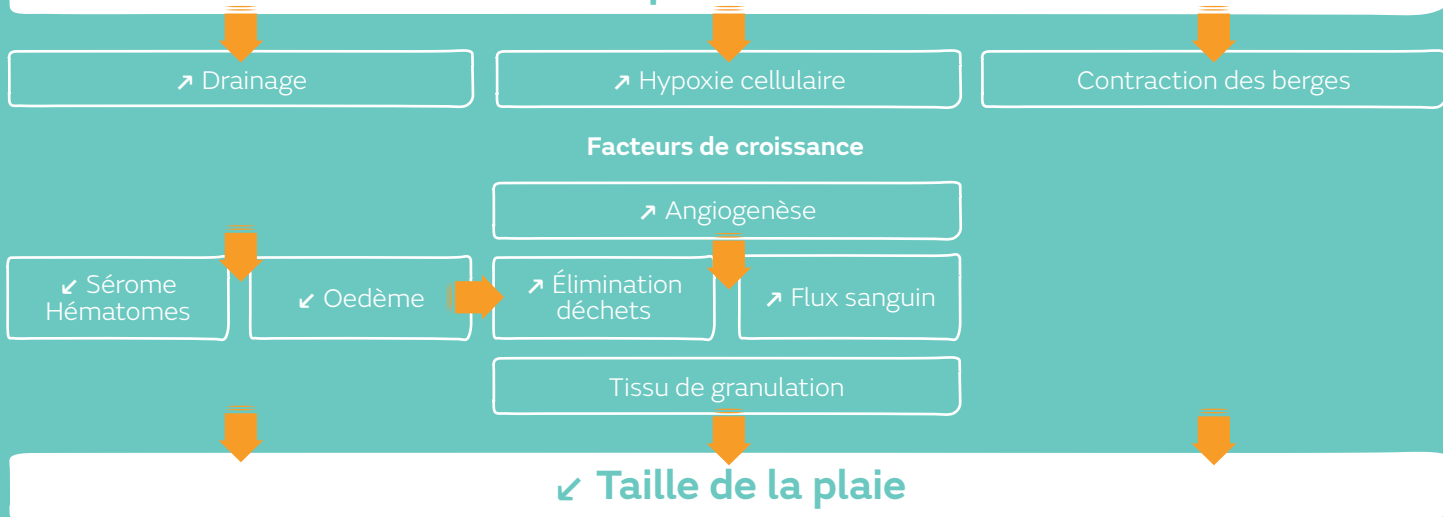 ↗ Drainage
↗ Hypoxie cellulaire
Contraction des berges
Facteurs de croissance
↗ Angiogenèse
↙ Sérome
Hématomes
↙ Oedème
↗ Élimination
déchets
↗ Flux sanguin
Tissu de granulation
↙ Taille de la plaie